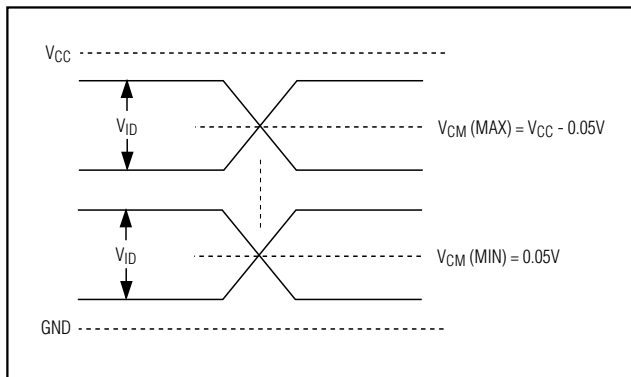 VCC
VID
VCM (MAX) = VCC - 0.05V
VID
VCM (MIN) = 0.05V
GND